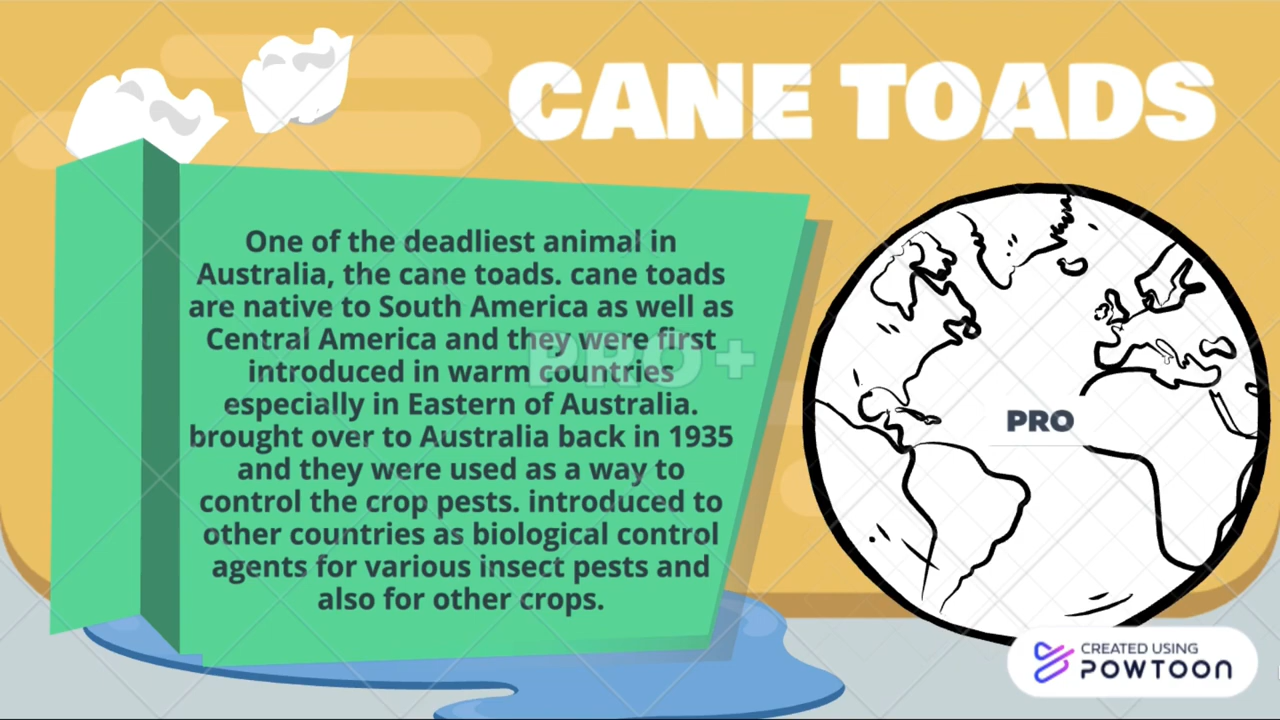 CANE TOADS
One of the deadliest animal in
Australia, the cane toads. cane toads
are native to South America as well as
Central America and they were first
introduced in warm countries
especially in Eastern of Australia.
brought over to Australia back in 1935
and they were used as a way to
control the crop pests. introduced to
other countries as biological control
agents for various insect pests and
also for other crops.
PRO+
PRO
CREATED USING
POWTOON